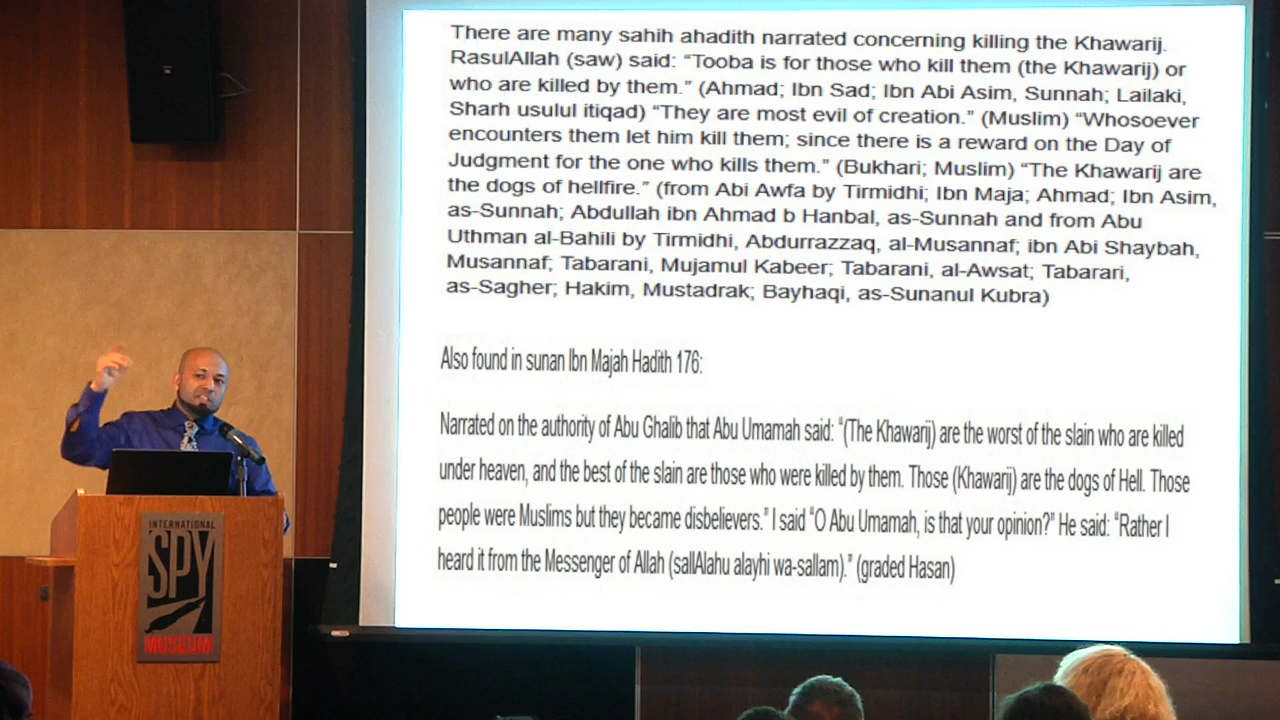 There are many sahih ahadith narrated concerning killing the Khawarij.
RasulAllah (saw) said: “Tooba is for those who kill them (the Khawarij) or
who are killed by them.” (Ahmad; Ibn Sad; Ibn Abi Asim, Sunnah; Lailaki,
Sharh usulul itiqad) “They are most evil of creation.” (Muslim) “Whosoever
encounters them let him kill them; since there is a reward on the Day of
Judgment for the one who kills them.” (Bukhari; Muslim) “The Khawarij are
the dogs of hellfire.” (from Abi Awfa by Tirmidhi; Ibn Maja; Ahmad; Ibn Asim,
as-Sunnah; Abdullah ibn Ahmad b Hanbal, as-Sunnah and from Abu
Uthman al-Bahili by Tirmidhi, Abdurrazzaq, al-Musannaf; ibn Abi Shaybah,
Musannaf; Tabarani, Mujamul Kabeer; Tabarani, al-Awsat; Tabarari,
as-Sagher; Hakim, Mustadrak; Bayhaqi, as-Sunanul Kubra)
Also found in sunan Ibn Majah Hadith 176:
Narrated on the authority of Abu Ghalib that Abu Umamah said: “(The Khawarij) are the worst of the slain who are killed
under heaven, and the best of the slain are those who were killed by them. Those (Khawarij) are the dogs of Hell. Those
people were Muslims but they became disbelievers.” I said “O Abu Umamah, is that your opinion?” He said: “Rather I
heard it from the Messenger of Allah (sallAlahu alayhi wa-sallam).” (graded Hasan)
INTERNATIONAL
SPY
MUSEUM